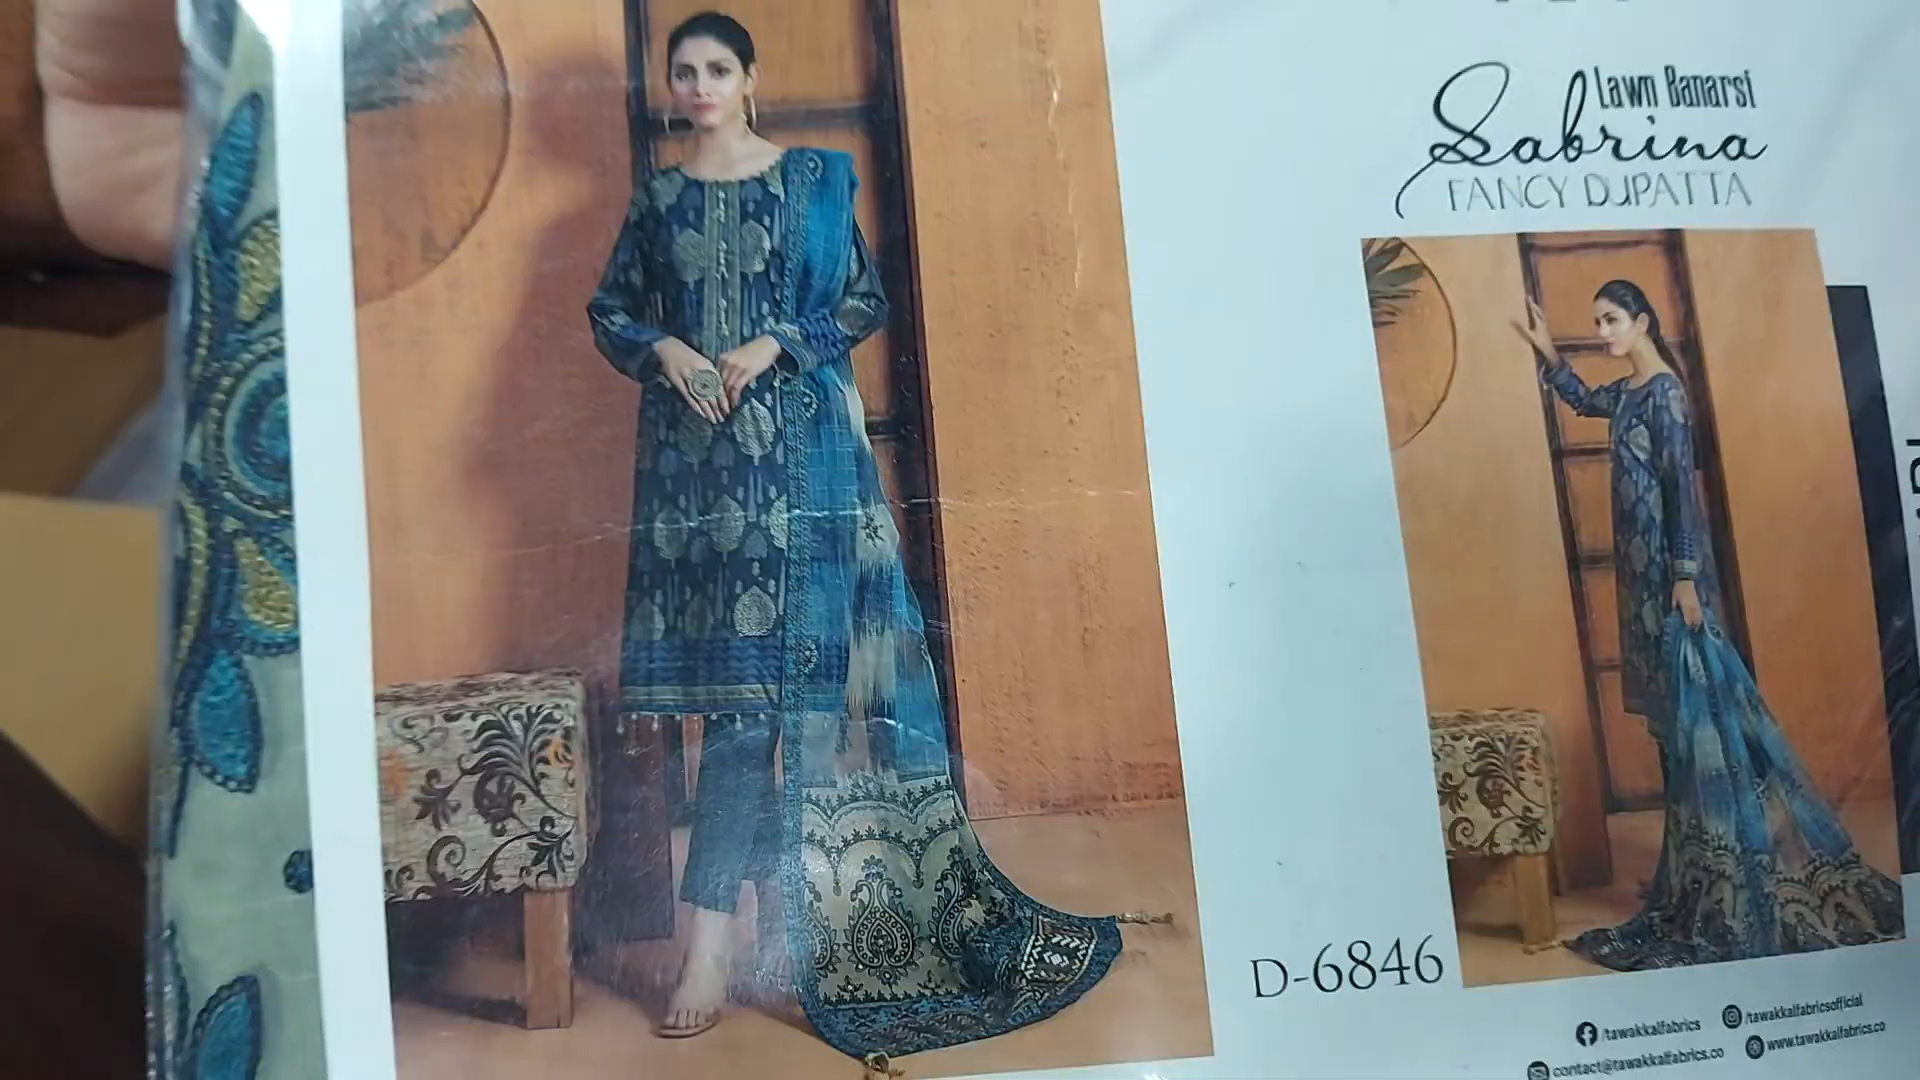 Lawn Banarsi
Sabrina
FANCY DUPATTA
D-6846
/tawakkalfabrics
/tawakkalfabricsofficial
contact@tawakkalfabrics.co
www.tawakkalfabrics.co